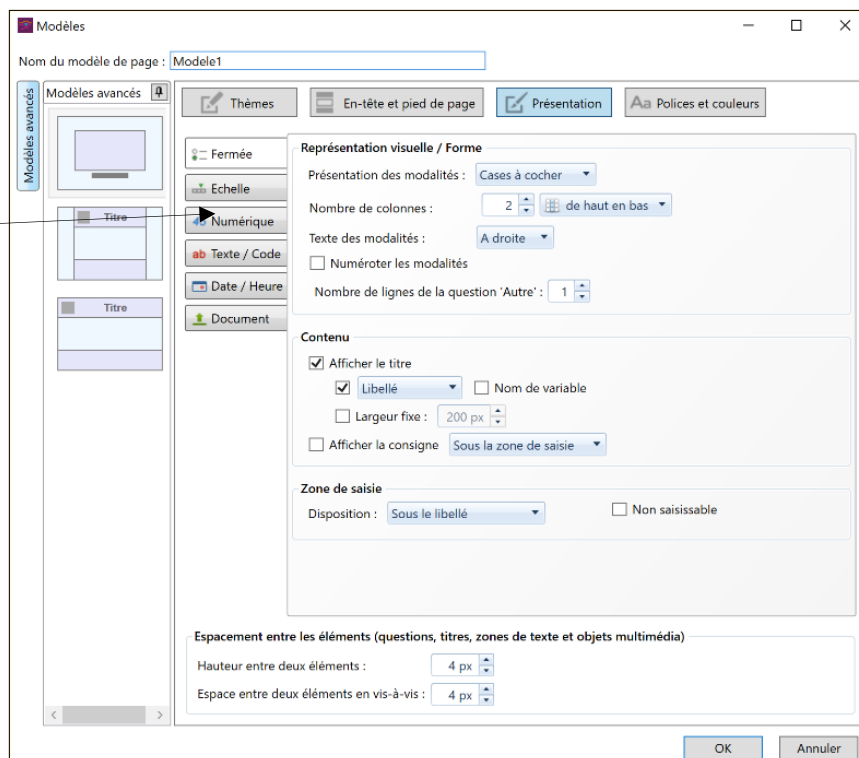 Modèles
Nom du modèle de page : Modele1
Modèles avancés
Modèles avancés
Thèmes
En-tête et pied de page
Présentation
Aa Polices et couleurs
Titre
Titre
Fermée
Echelle
Numérique
ab Texte / Code
Date / Heure
Document
Représentation visuelle / Forme
Présentation des modalités : Cases à cocher
Nombre de colonnes : 2 de haut en bas
Texte des modalités : A droite
Numéroter les modalités
Nombre de lignes de la question 'Autre' : 1
Contenu
Afficher le titre
Libellé Nom de variable
Largeur fixe : 200 px
Afficher la consigne Sous la zone de saisie
Zone de saisie
Disposition : Sous le libellé Non saisissable
Espacement entre les éléments (questions, titres, zones de texte et objets multimédia)
Hauteur entre deux éléments : 4 px
Espace entre deux éléments en vis-à-vis : 4 px
OK Annuler